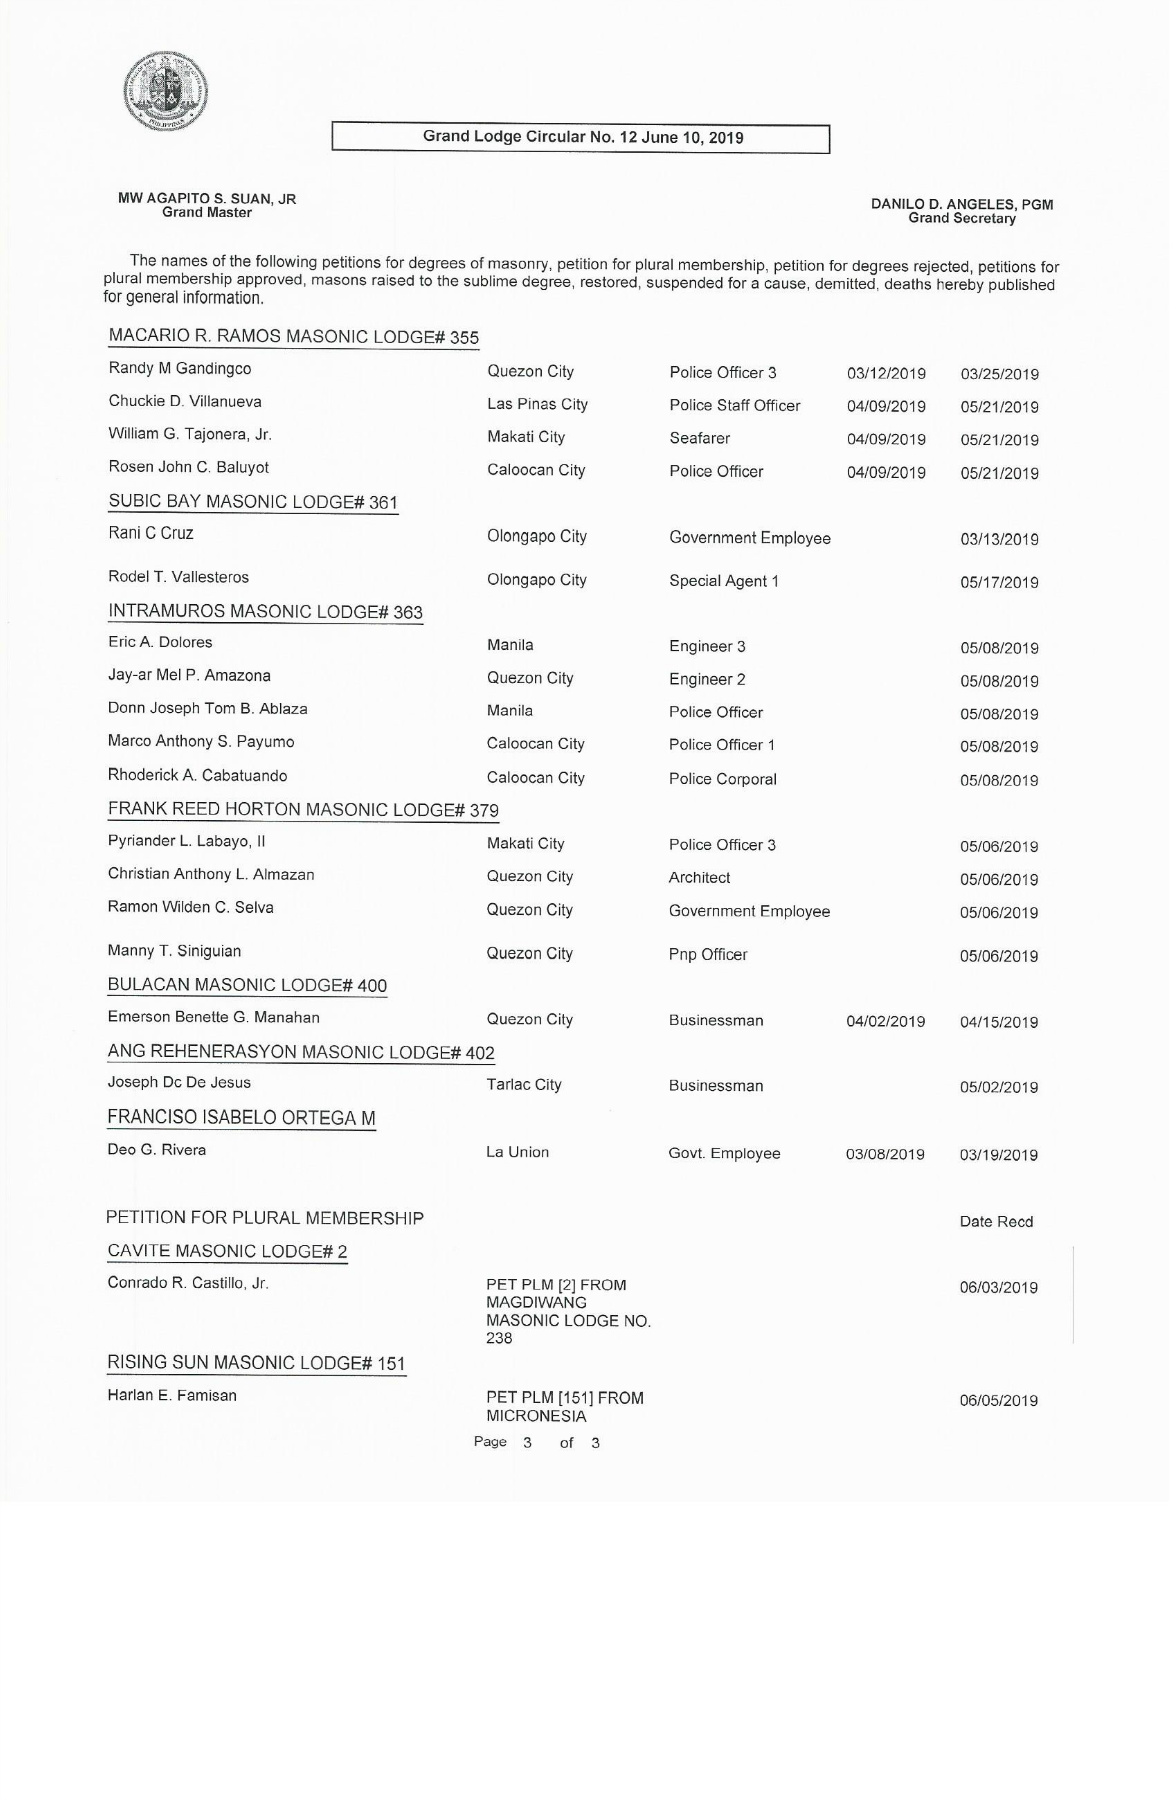 PHILIPPINES
Grand Lodge Circular No. 12 June 10, 2019
MW AGAPITO S. SUAN, JR
Grand Master
DANILO D. ANGELES, PGM
Grand Secretary
The names of the following petitions for degrees of masonry, petition for plural membership, petition for degrees rejected, petitions for
plural membership approved, masons raised to the sublime degree, restored, suspended for a cause, demitted, deaths hereby published
for general information.
MACARIO R. RAMOS MASONIC LODGE# 355
Randy M Gandingco Quezon City Police Officer 3 03/12/2019 03/25/2019
Chuckie D. Villanueva Las Pinas City Police Staff Officer 04/09/2019 05/21/2019
William G. Tajonera, Jr. Makati City Seafarer 04/09/2019 05/21/2019
Rosen John C. Baluyot Caloocan City Police Officer 04/09/2019 05/21/2019
SUBIC BAY MASONIC LODGE# 361
Rani C Cruz Olongapo City Government Employee 03/13/2019
Rodel T. Vallesteros Olongapo City Special Agent 1 05/17/2019
INTRAMUROS MASONIC LODGE# 363
Eric A. Dolores Manila Engineer 3 05/08/2019
Jay-ar Mel P. Amazona Quezon City Engineer 2 05/08/2019
Donn Joseph Tom B. Ablaza Manila Police Officer 05/08/2019
Marco Anthony S. Payumo Caloocan City Police Officer 1 05/08/2019
Rhoderick A. Cabatuando Caloocan City Police Corporal 05/08/2019
FRANK REED HORTON MASONIC LODGE# 379
Pyriander L. Labayo, II Makati City Police Officer 3 05/06/2019
Christian Anthony L. Almazan Quezon City Architect 05/06/2019
Ramon Wilden C. Selva Quezon City Government Employee 05/06/2019
Manny T. Siniguian Quezon City Pnp Officer 05/06/2019
BULACAN MASONIC LODGE# 400
Emerson Benette G. Manahan Quezon City Businessman 04/02/2019 04/15/2019
ANG REHENERASYON MASONIC LODGE# 402
Joseph Dc De Jesus Tarlac City Businessman 05/02/2019
FRANCISO ISABELO ORTEGA M
Deo G. Rivera La Union Govt. Employee 03/08/2019 03/19/2019
PETITION FOR PLURAL MEMBERSHIP Date Recd
CAVITE MASONIC LODGE# 2
Conrado R. Castillo, Jr. PET PLM [2] FROM 06/03/2019
MAGDIWANG
MASONIC LODGE NO.
238
RISING SUN MASONIC LODGE# 151
Harlan E. Famisan PET PLM [151] FROM 06/05/2019
MICRONESIA
Page 3 of 3